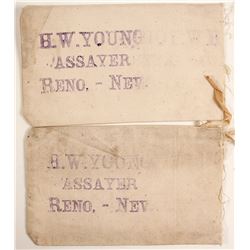 H.W. YOUNG
ASSAYER
RENO, - NEV.
H.W. YOUNG
ASSAYER
RENO, - NEV.